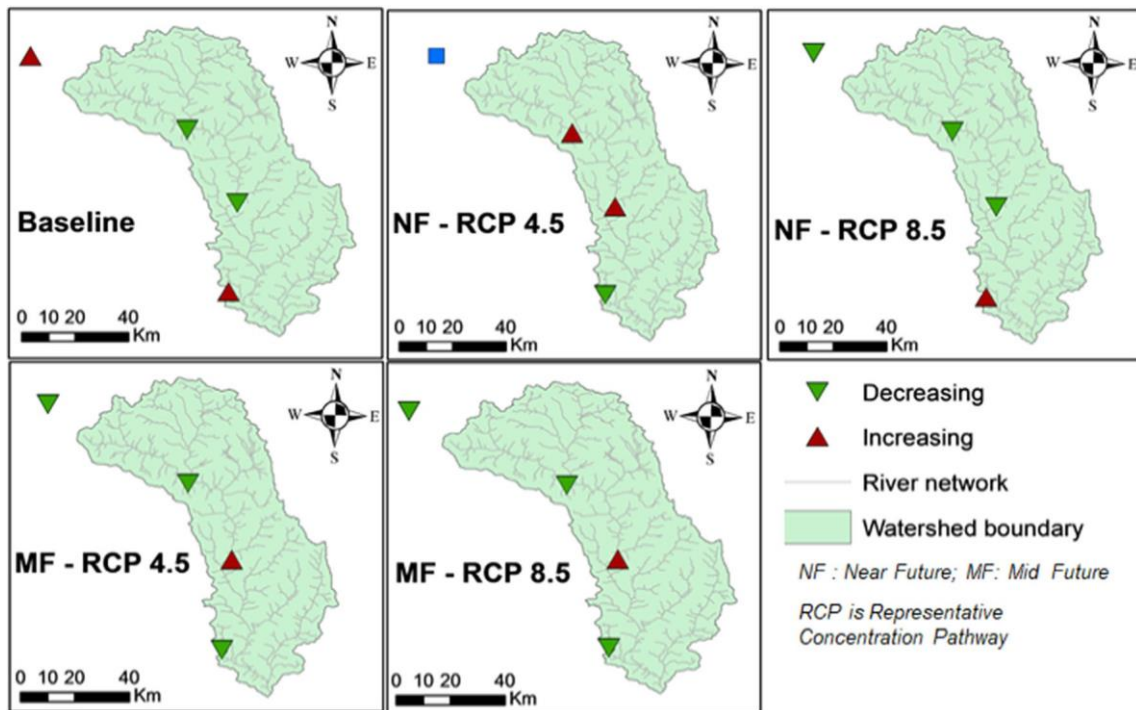 N
W E
S
Baseline
0 10 20 40
Km
N
W E
S
NF - RCP 4.5
0 10 20 40
Km
N
W E
S
NF - RCP 8.5
0 10 20 40
Km
N
W E
S
MF - RCP 4.5
0 10 20 40
Km
N
W E
S
MF - RCP 8.5
0 10 20 40
Km
Decreasing
Increasing
River network
Watershed boundary
NF : Near Future; MF: Mid Future
RCP is Representative
Concentration Pathway